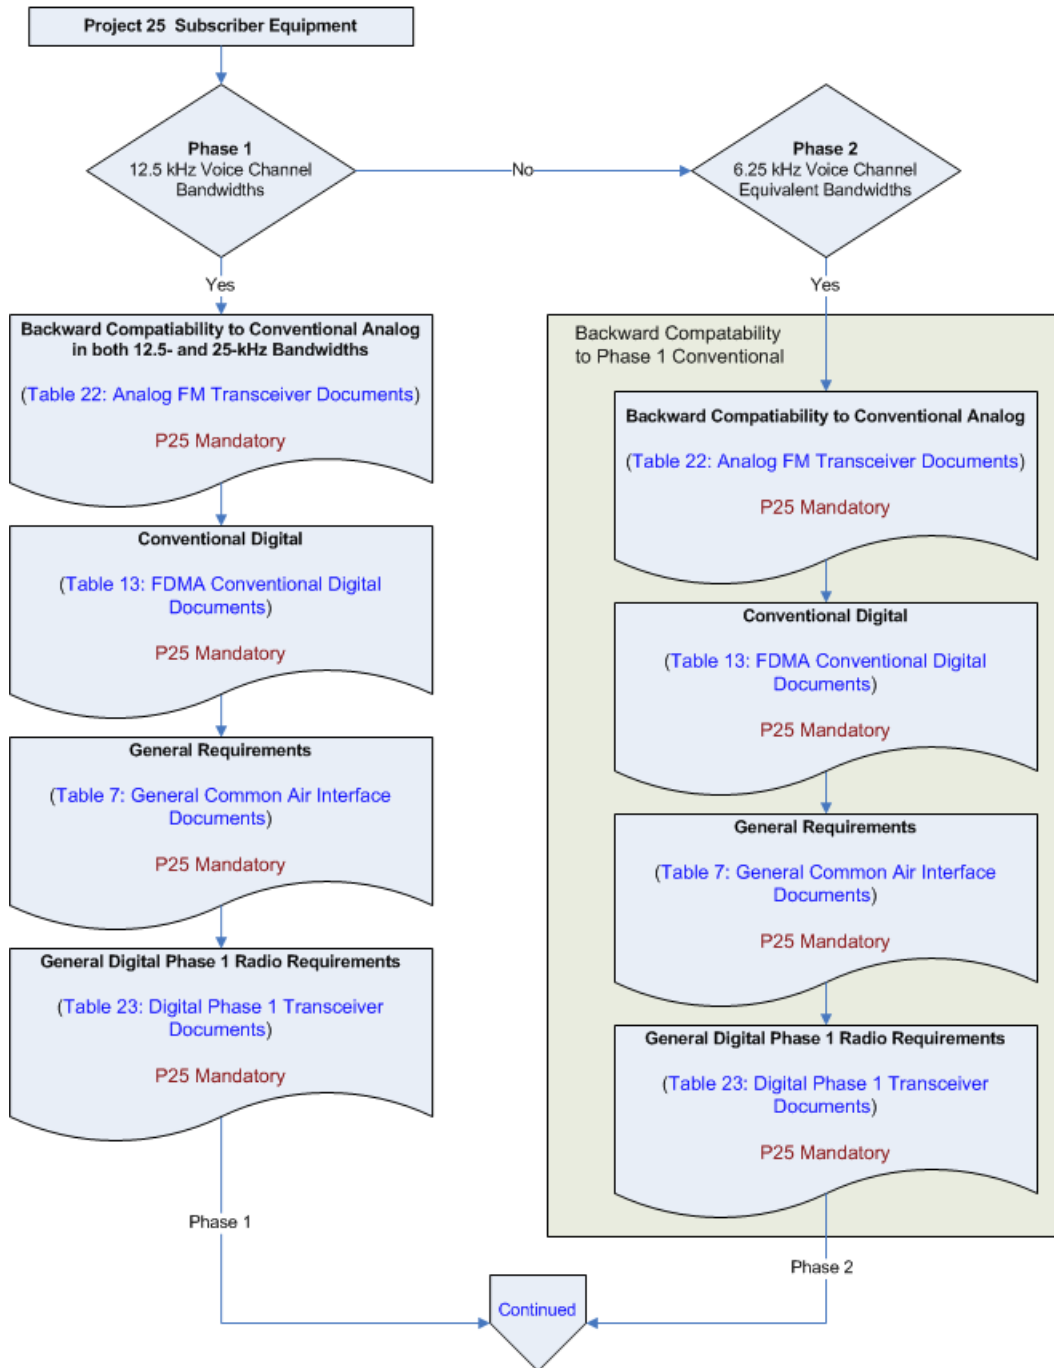 Project 25  Subscriber Equipment
Phase 1
12.5 kHz Voice Channel
Bandwidths
No
Phase 2
6.25 kHz Voice Channel
Equivalent Bandwidths
Yes
Backward Compatiability to Conventional Analog
in both 12.5- and 25-kHz Bandwidths
(Table 22: Analog FM Transceiver Documents)
P25 Mandatory
Conventional Digital
(Table 13: FDMA Conventional Digital
Documents)
P25 Mandatory
General Requirements
(Table 7: General Common Air Interface
Documents)
P25 Mandatory
General Digital Phase 1 Radio Requirements
(Table 23: Digital Phase 1 Transceiver
Documents)
P25 Mandatory
Phase 1
Yes
Backward Compatability
to Phase 1 Conventional
Backward Compatiability to Conventional Analog
(Table 22: Analog FM Transceiver Documents)
P25 Mandatory
Conventional Digital
(Table 13: FDMA Conventional Digital
Documents)
P25 Mandatory
General Requirements
(Table 7: General Common Air Interface
Documents)
P25 Mandatory
General Digital Phase 1 Radio Requirements
(Table 23: Digital Phase 1 Transceiver
Documents)
P25 Mandatory
Phase 2
Continued